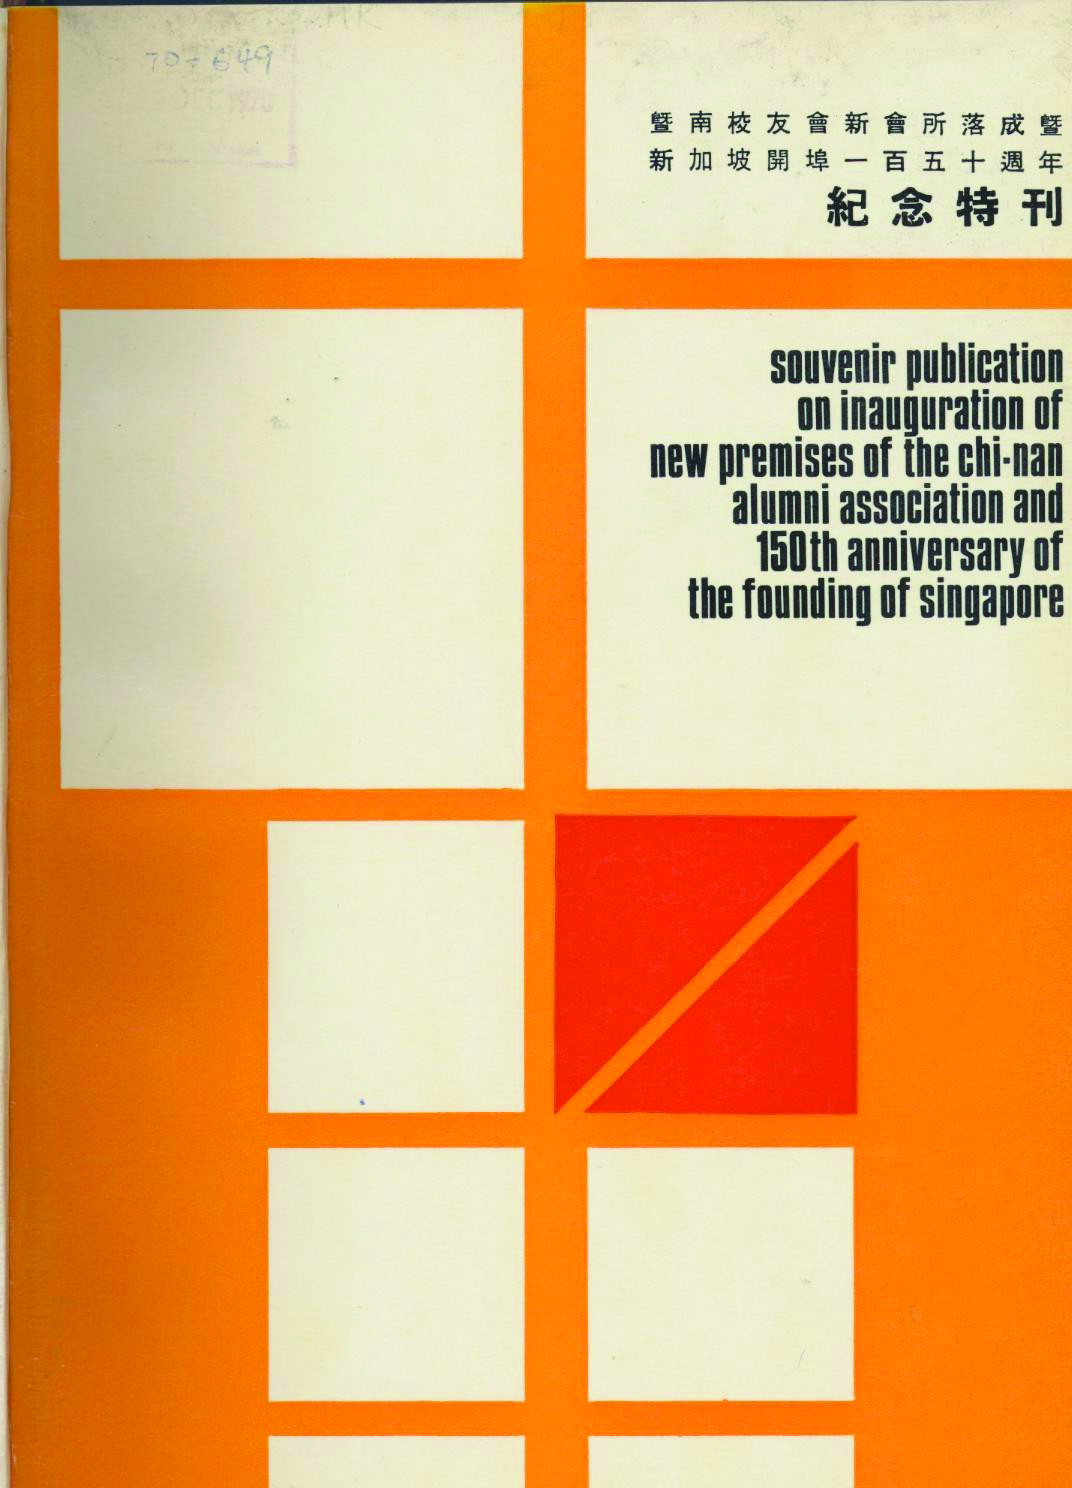 70-649
DEC 1970
暨南校友會新會所落成暨
新加坡開埠一百五十週年
紀念特刊
souvenir publication
on inauguration of
new premises of the chi-nan
alumni association and
150th anniversary of
the founding of singapore